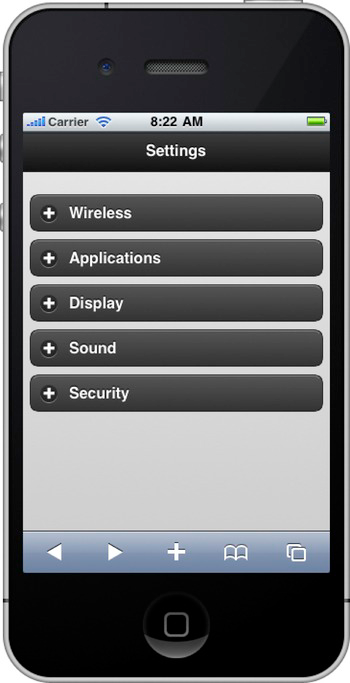 Carrier 8:22 AM
Settings
Wireless
Applications
Display
Sound
Security